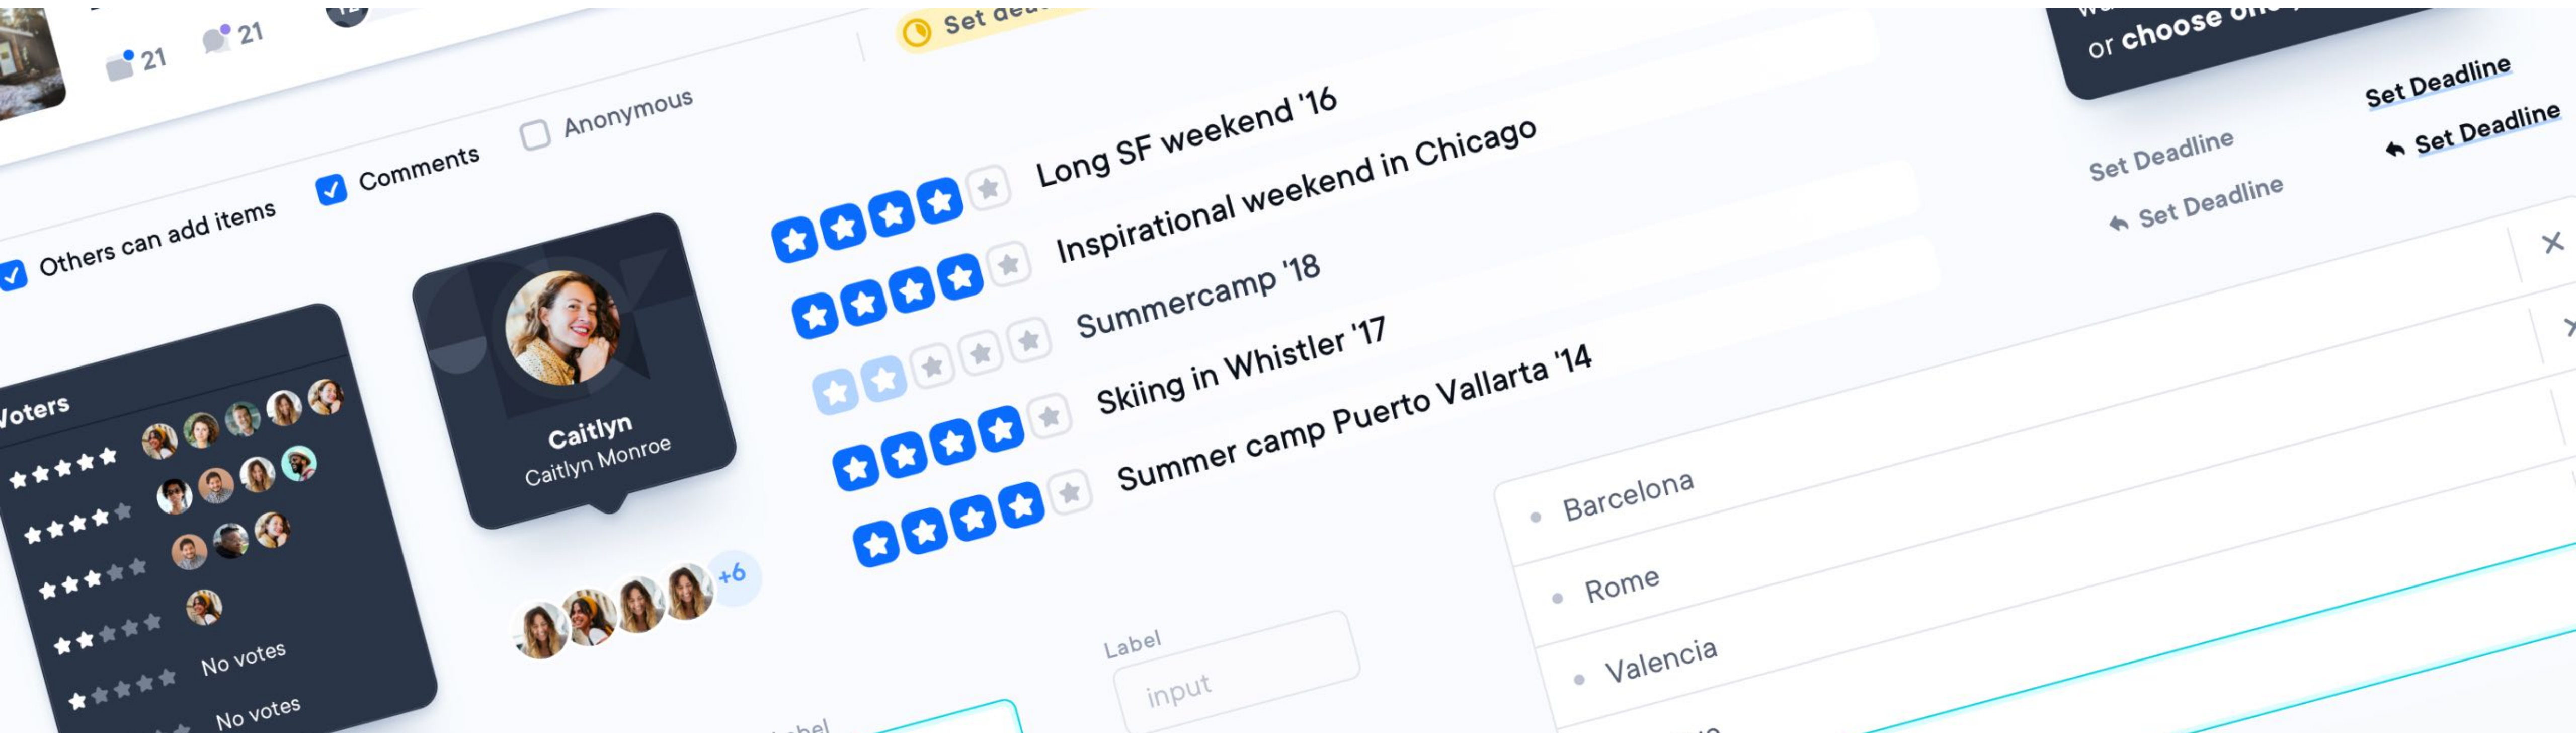 21 21
Set
or choose
Set Deadline
Set Deadline
Set Deadline
Set Deadline
Others can add items
Comments
Anonymous
Long SF weekend '16
Inspirational weekend in Chicago
Summercamp '18
Skiing in Whistler '17
Summer camp Puerto Vallarta '14
Voters
No votes
No votes
Caitlyn
Caitlyn Monroe
+6
Label
input
Barcelona
Rome
Valencia